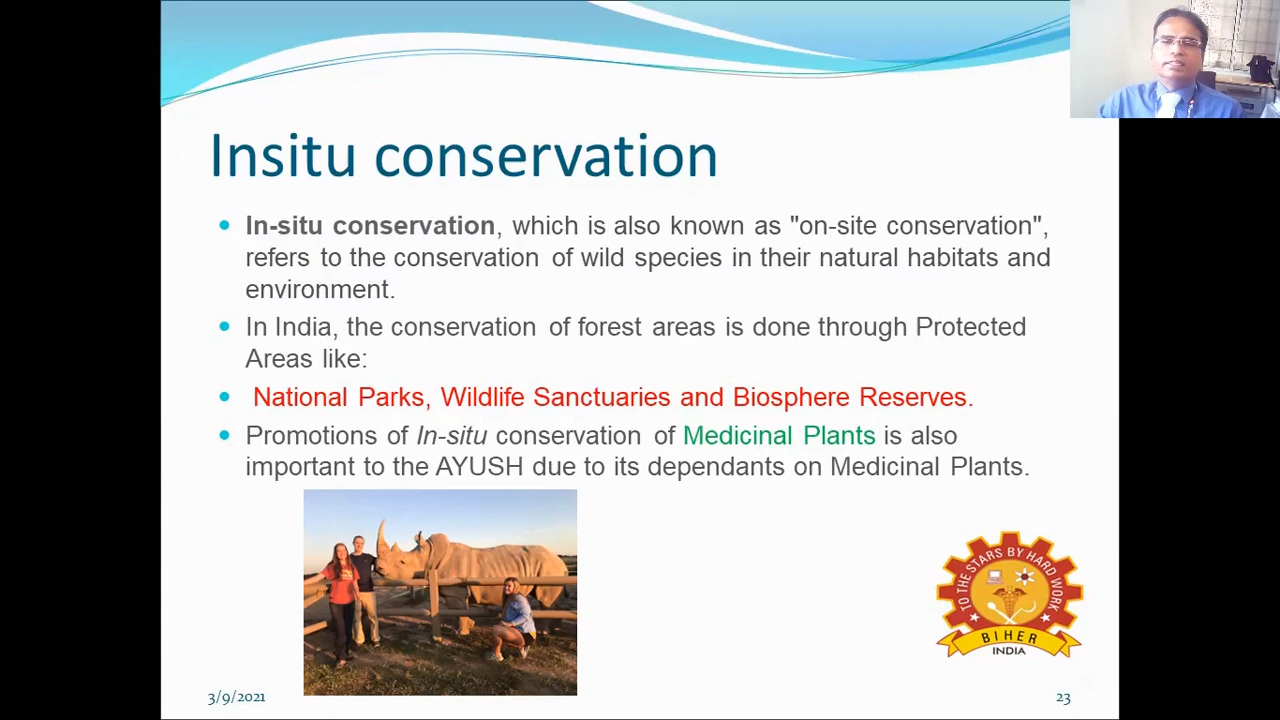 Insitu conservation
In-situ conservation, which is also known as "on-site conservation",
refers to the conservation of wild species in their natural habitats and
environment.
In India, the conservation of forest areas is done through Protected
Areas like:
National Parks, Wildlife Sanctuaries and Biosphere Reserves.
Promotions of In-situ conservation of Medicinal Plants is also
important to the AYUSH due to its dependants on Medicinal Plants.
TO THE STARS BY HARD WORK
BIHER
INDIA
3/9/2021
23